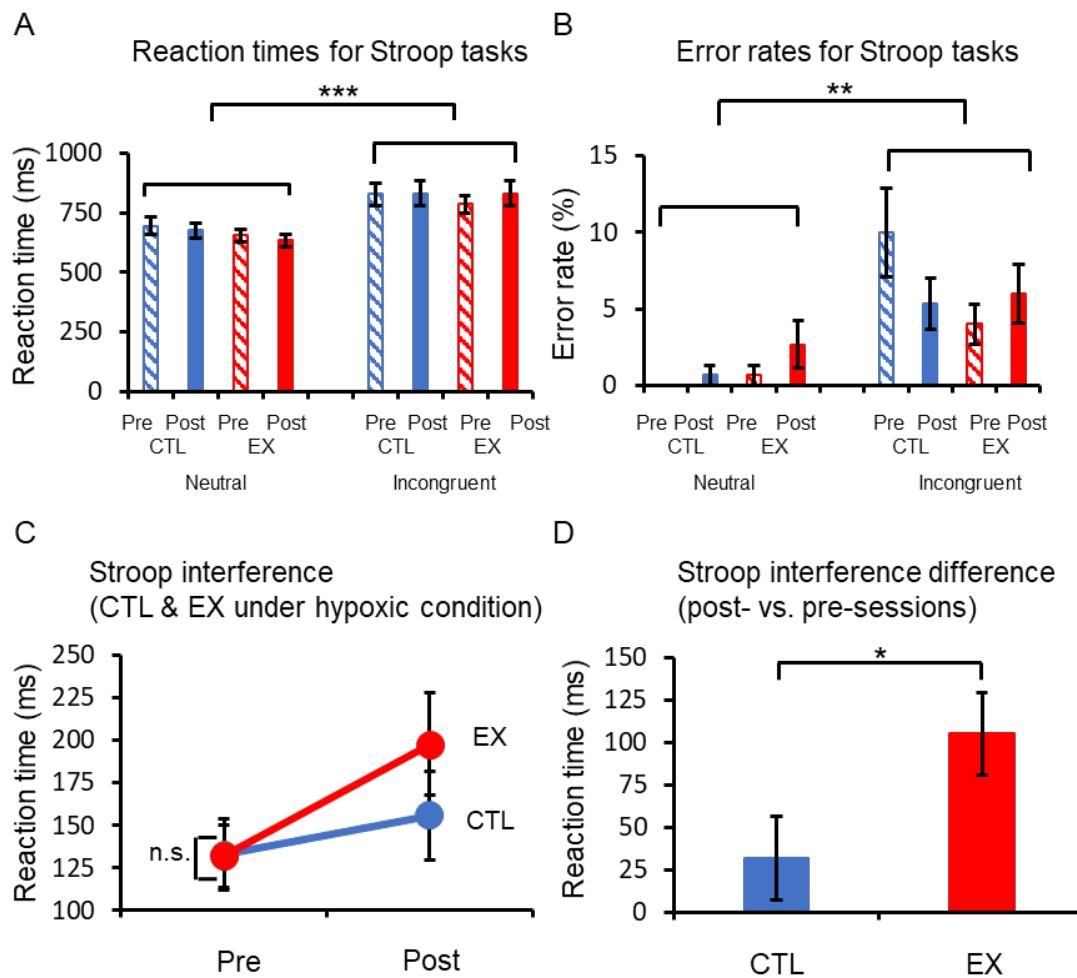 A
Reaction times for Stroop tasks
***
Reaction time (ms)
1000
750
500
250
0
Pre Post Pre Post Pre Post Pre Post
CTL EX CTL EX
Neutral Incongruent
B
Error rates for Stroop tasks
**
Error rate (%)
15
10
5
0
Pre Post Pre Post Pre Post Pre Post
CTL EX CTL EX
Neutral Incongruent
C
Stroop interference
(CTL & EX under hypoxic condition)
Reaction time (ms)
250
200
150
100
n.s.
EX
CTL
Pre Post
D
Stroop interference difference
(post- vs. pre-sessions)
*
Reaction time (ms)
150
125
100
75
50
25
0
CTL EX